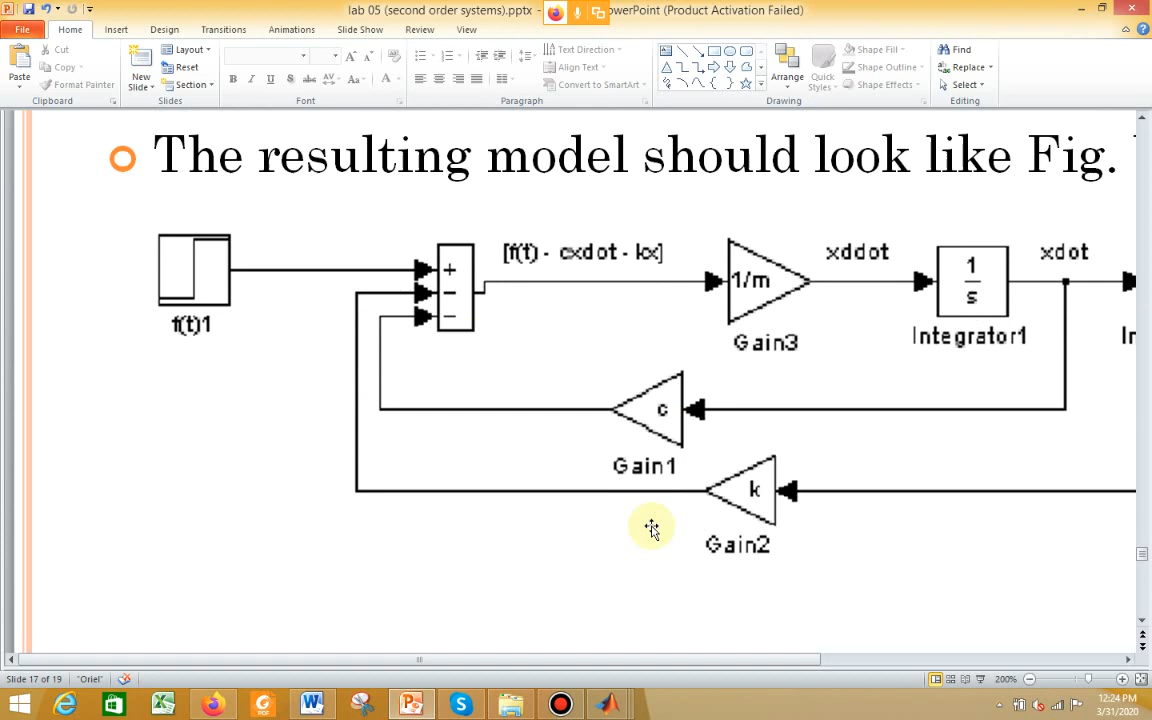 lab 05 (second order systems).pptx - PowerPoint (Product Activation Failed)
File Home Insert Design Transitions Animations Slide Show Review View
Paste
Cut
Copy
Format Painter
Clipboard
New Slide
Layout
Reset
Section
Slides
B I U S abc AV Aa A
Font
Text Direction
Align Text
Convert to SmartArt
Paragraph
Arrange
Quick Styles
Shape Fill
Shape Outline
Shape Effects
Drawing
Find
Replace
Select
Editing
The resulting model should look like Fig.
[f(t) - cxdot - kx]
xddot
xdot
+
−
−
1/m
1
s
f(t)1
Gain3
Integrator1
c
Gain1
k
Gain2
Slide 17 of 19
"Oriel"
200%
12:24 PM
3/31/2020